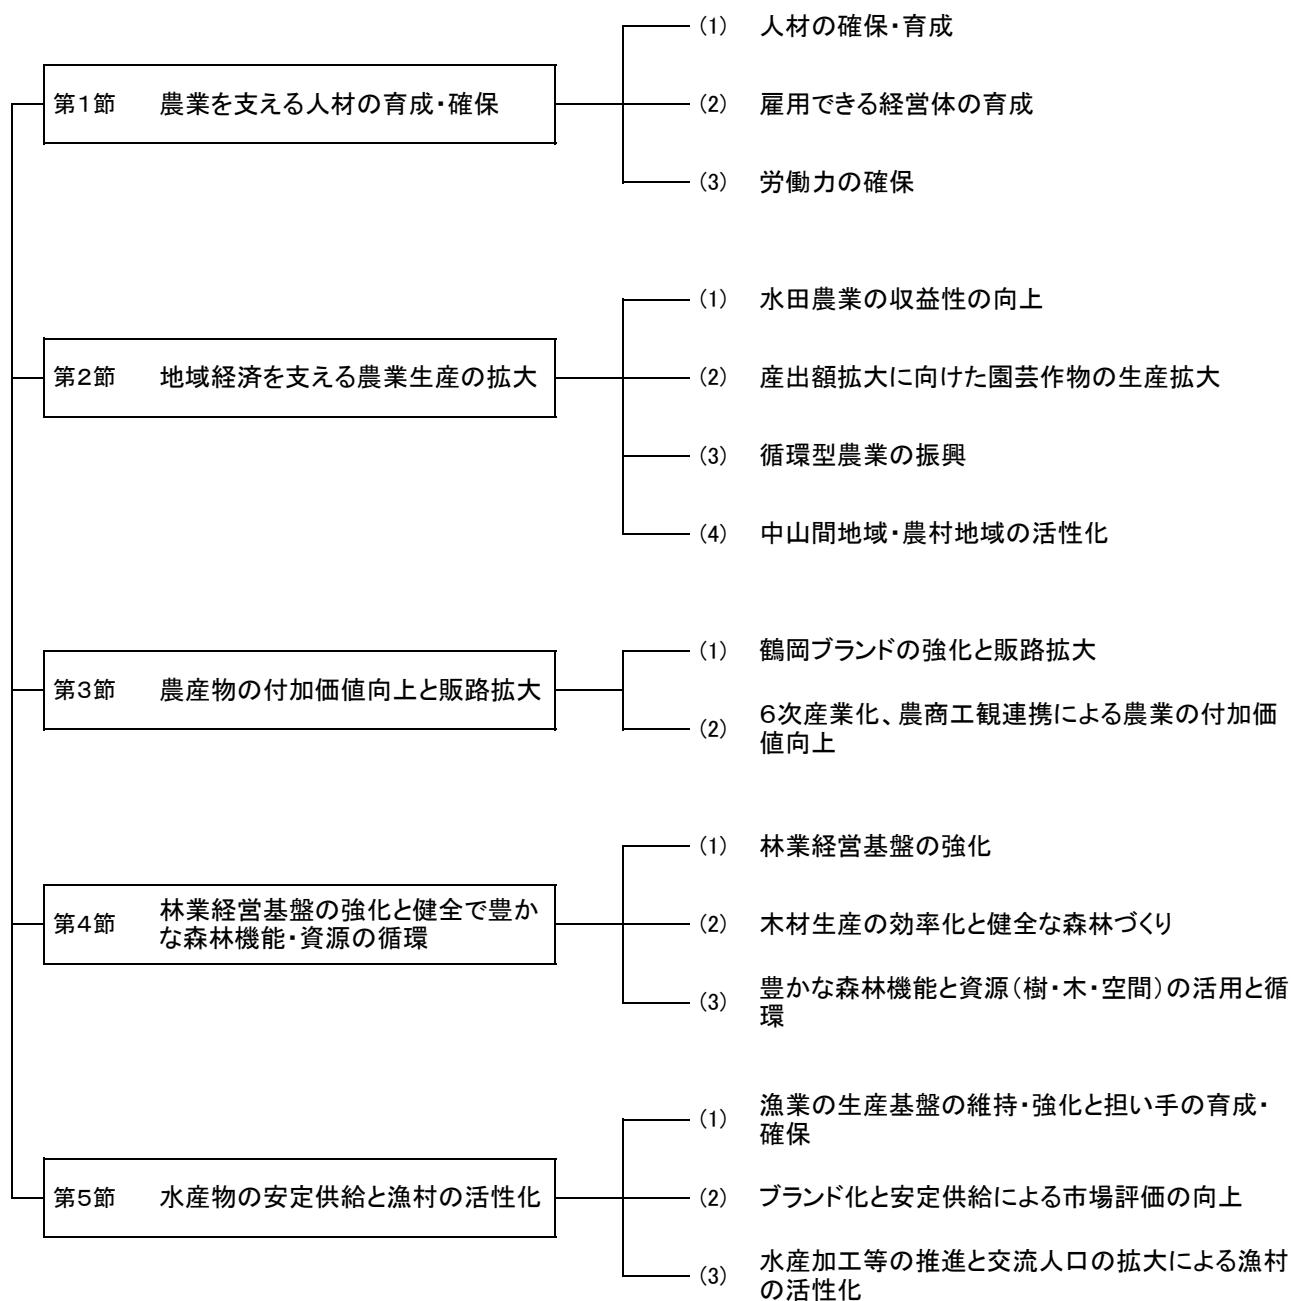 第1節 農業を支える人材の育成・確保
(1) 人材の確保・育成
(2) 雇用できる経営体の育成
(3) 労働力の確保
第2節 地域経済を支える農業生産の拡大
(1) 水田農業の収益性の向上
(2) 産出額拡大に向けた園芸作物の生産拡大
(3) 循環型農業の振興
(4) 中山間地域・農村地域の活性化
第3節 農産物の付加価値向上と販路拡大
(1) 鶴岡ブランドの強化と販路拡大
(2) 6次産業化、農商工観連携による農業の付加価
値向上
第4節 林業経営基盤の強化と健全で豊か
な森林機能・資源の循環
(1) 林業経営基盤の強化
(2) 木材生産の効率化と健全な森林づくり
(3) 豊かな森林機能と資源(樹・木・空間)の活用と循
環
第5節 水産物の安定供給と漁村の活性化
(1) 漁業の生産基盤の維持・強化と担い手の育成・
確保
(2) ブランド化と安定供給による市場評価の向上
(3) 水産加工等の推進と交流人口の拡大による漁村
の活性化